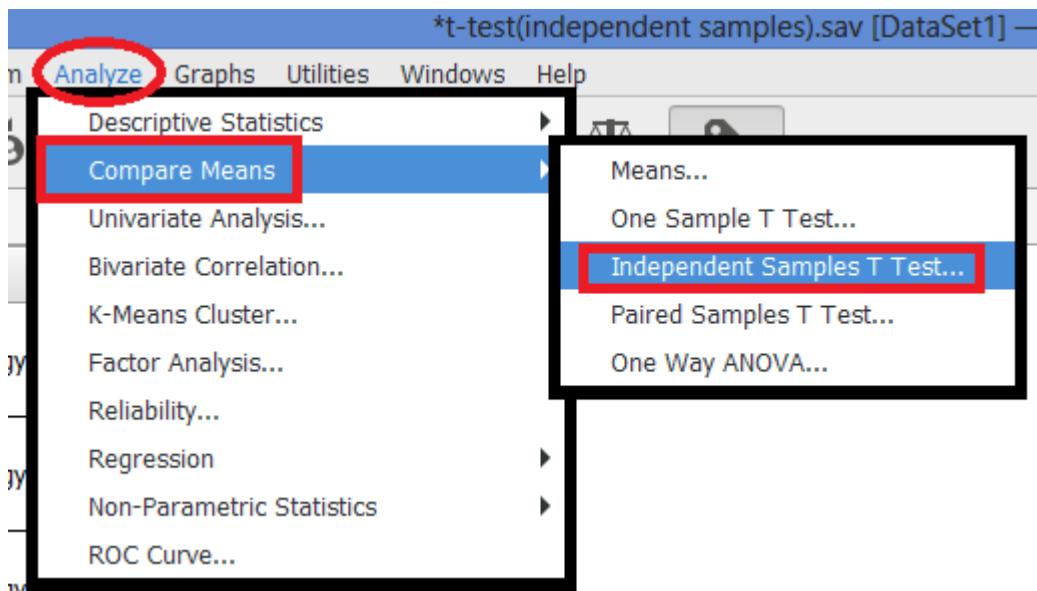 *t-test(independent samples).sav [DataSet1] —
Analyze Graphs Utilities Windows Help
Descriptive Statistics
Compare Means
Univariate Analysis...
Bivariate Correlation...
K-Means Cluster...
Factor Analysis...
Reliability...
Regression
Non-Parametric Statistics
ROC Curve...
Means...
One Sample T Test...
Independent Samples T Test...
Paired Samples T Test...
One Way ANOVA...